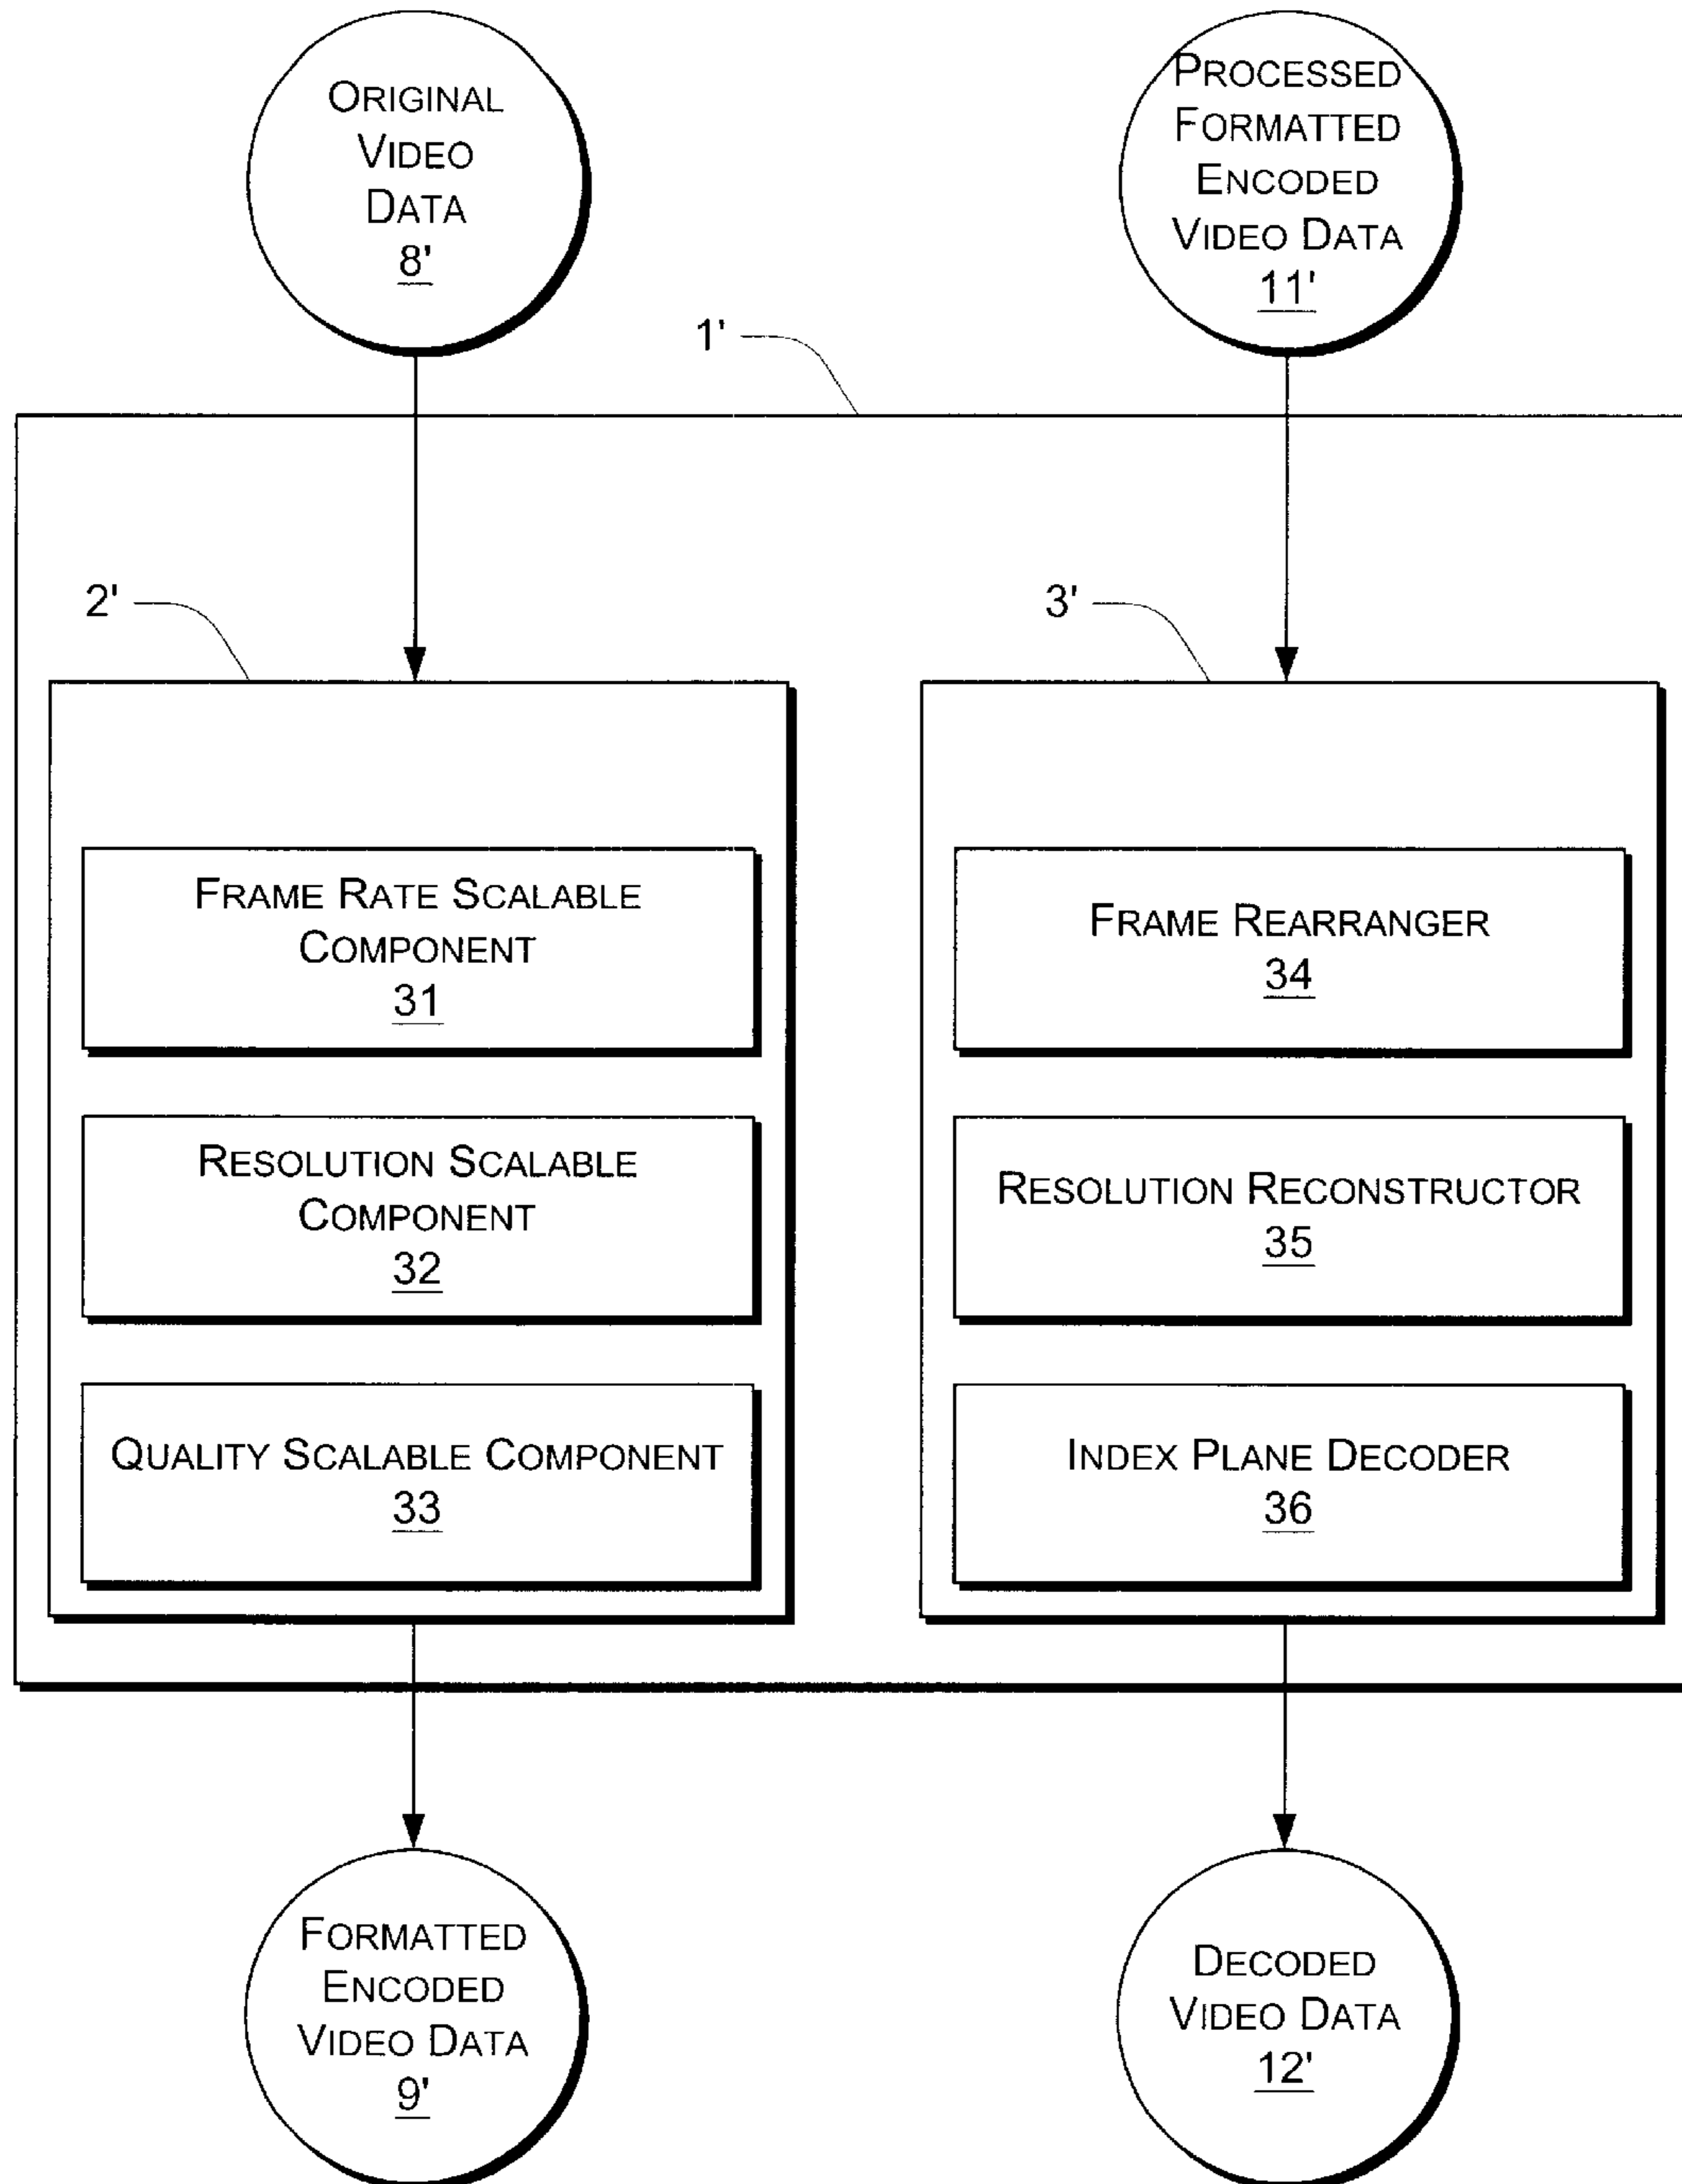 ORIGINAL
VIDEO
DATA
8'
PROCESSED
FORMATTED
ENCODED
VIDEO DATA
11'
1'
2'
3'
FRAME RATE SCALABLE
COMPONENT
31
RESOLUTION SCALABLE
COMPONENT
32
QUALITY SCALABLE COMPONENT
33
FRAME REARRANGER
34
RESOLUTION RECONSTRUCTOR
35
INDEX PLANE DECODER
36
FORMATTED
ENCODED
VIDEO DATA
9'
DECODED
VIDEO DATA
12'